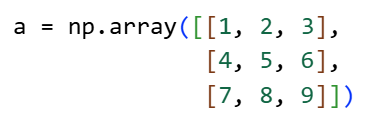 a = np.array([[1, 2, 3],
              [4, 5, 6],
              [7, 8, 9]])